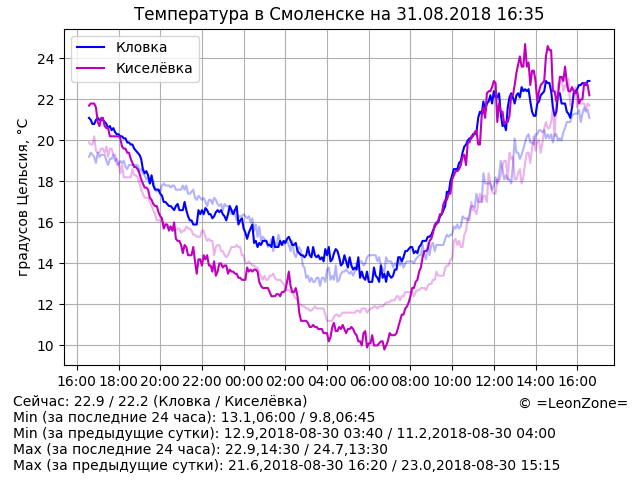 Температура в Смоленске на 31.08.2018 16:35
Кловка
Киселёвка
градусов Цельсия, °C
24
22
20
18
16
14
12
10
16:00 18:00 20:00 22:00 00:00 02:00 04:00 06:00 08:00 10:00 12:00 14:00 16:00
Сейчас: 22.9 / 22.2 (Кловка / Киселёвка)
© =LeonZone=
Min (за последние 24 часа): 13.1,06:00 / 9.8,06:45
Min (за предыдущие сутки): 12.9,2018-08-30 03:40 / 11.2,2018-08-30 04:00
Max (за последние 24 часа): 22.9,14:30 / 24.7,13:30
Max (за предыдущие сутки): 21.6,2018-08-30 16:20 / 23.0,2018-08-30 15:15